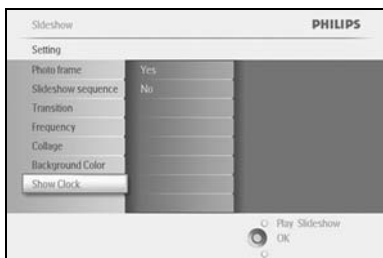 Slideshow PHILIPS
Setting
Photo frame Yes
Slideshow sequence No
Transition
Frequency
Collage
Background Color
Show Clock
Play Slideshow
OK